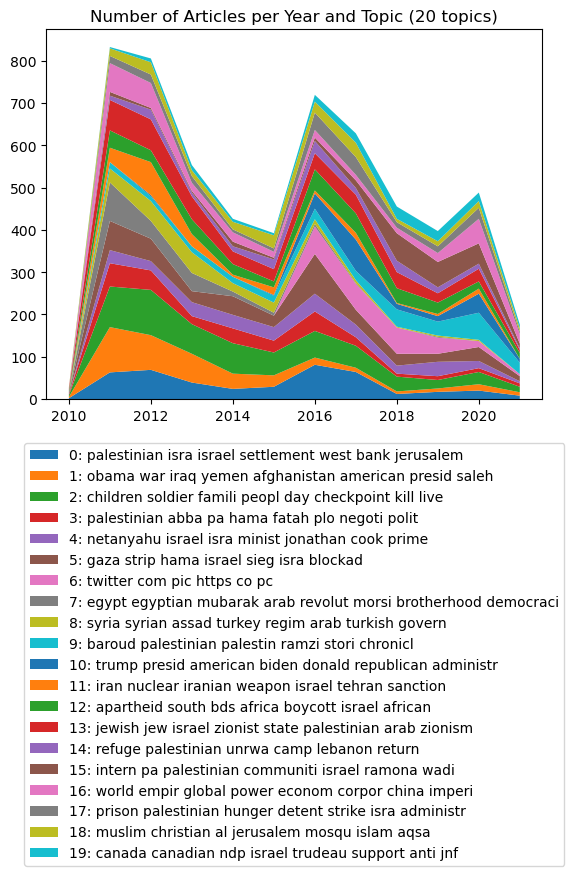 Number of Articles per Year and Topic (20 topics)
800
700
600
500
400
300
200
100
0
2010 2012 2014 2016 2018 2020
0: palestinian isra israel settlement west bank jerusalem
1: obama war iraq yemen afghanistan american presid saleh
2: children soldier famili peopl day checkpoint kill live
3: palestinian abba pa hama fatah plo negoti polit
4: netanyahu israel isra minist jonathan cook prime
5: gaza strip hama israel sieg isra blockad
6: twitter com pic https co pc
7: egypt egyptian mubarak arab revolut morsi brotherhood democraci
8: syria syrian assad turkey regim arab turkish govern
9: baroud palestinian palestin ramzi stori chronicl
10: trump presid american biden donald republican administr
11: iran nuclear iranian weapon israel tehran sanction
12: apartheid south bds africa boycott israel african
13: jewish jew israel zionist state palestinian arab zionism
14: refuge palestinian unrwa camp lebanon return
15: intern pa palestinian communiti israel ramona wadi
16: world empir global power econom corpor china imperi
17: prison palestinian hunger detent strike isra administr
18: muslim christian al jerusalem mosqu islam aqsa
19: canada canadian ndp israel trudeau support anti jnf